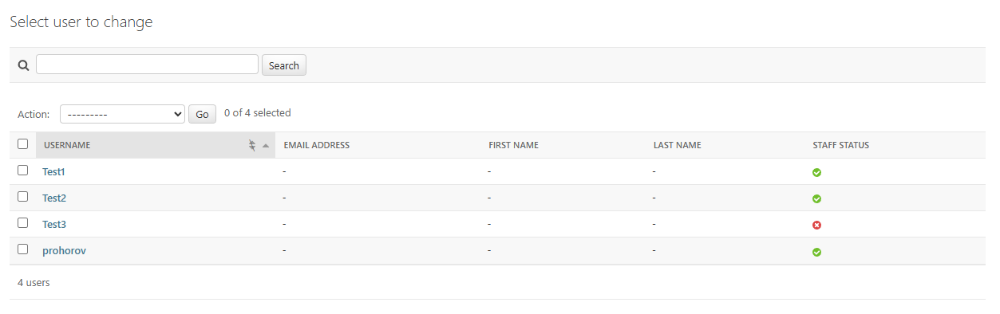 Select user to change
Search
Action: --------- Go 0 of 4 selected
USERNAME EMAIL ADDRESS FIRST NAME LAST NAME STAFF STATUS
Test1 - - -
Test2 - - -
Test3 - - -
prohorov - - -
4 users